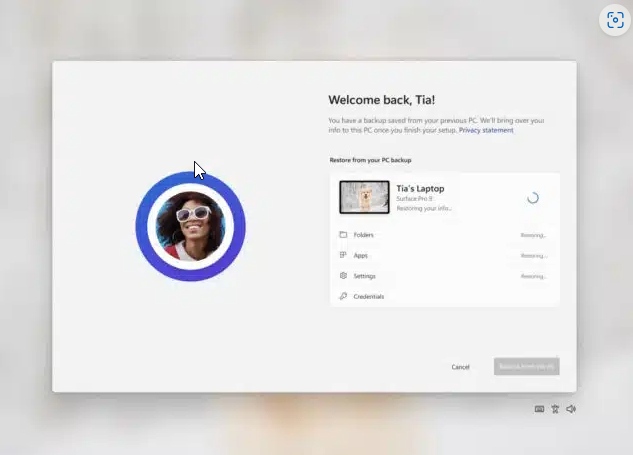 Welcome back, Tia!
You have a backup saved from your previous PC. We'll bring over your
info to this PC once you finish your setup. Privacy statement
Restore from your PC backup
Tia's Laptop
Surface Pro 9
Restoring your info...
Folders
Restoring...
Apps
Restoring...
Settings
Restoring...
Credentials
Cancel